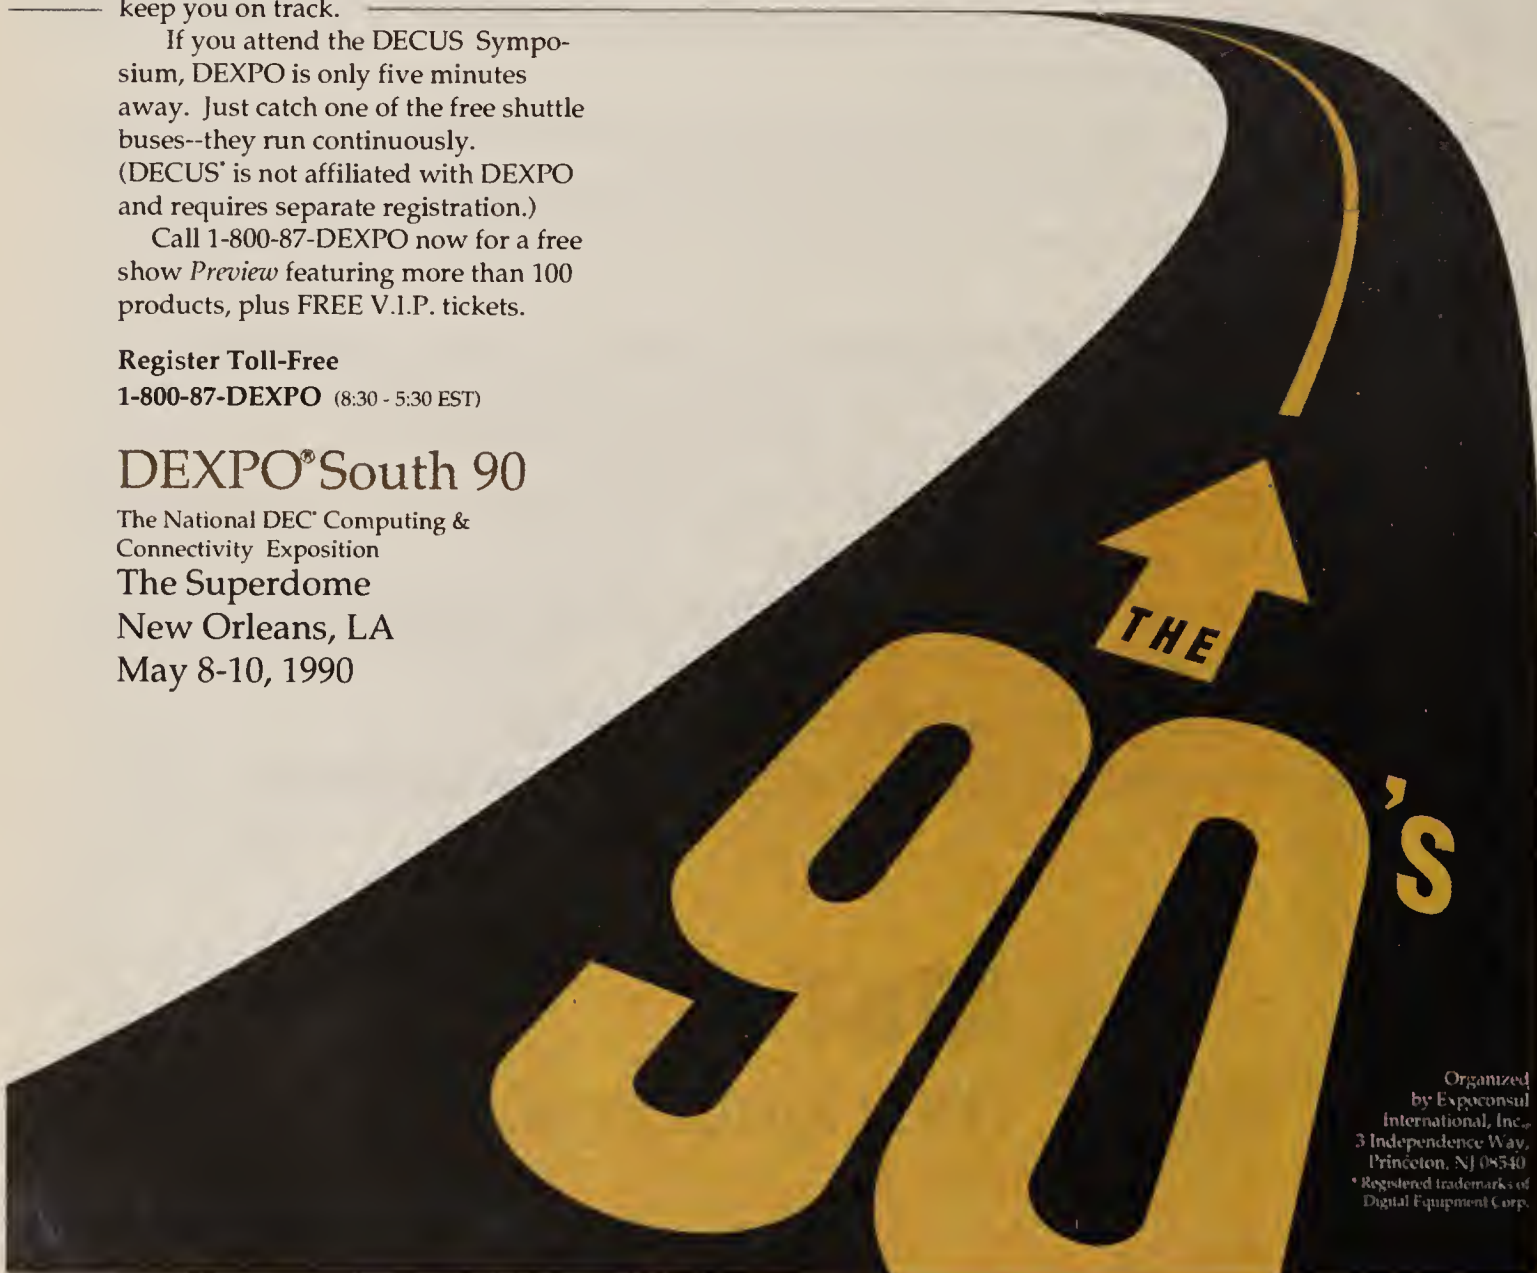 keep you on track.
If you attend the DECUS Sympo-
sium, DEXPO is only five minutes
away. Just catch one of the free shuttle
buses--they run continuously.
(DECUS* is not affiliated with DEXPO
and requires separate registration.)
Call 1-800-87-DEXPO now for a free
show Preview featuring more than 100
products, plus FREE V.I.P. tickets.
Register Toll-Free
1-800-87-DEXPO (8:30 - 5:30 EST)
DEXPO® South 90
The National DEC* Computing &
Connectivity Exposition
The Superdome
New Orleans, LA
May 8-10, 1990
THE
90's
Organized
by Expoconsul
International, Inc.,
3 Independence Way,
Princeton, NJ 08540
* Registered trademarks of
Digital Equipment Corp.